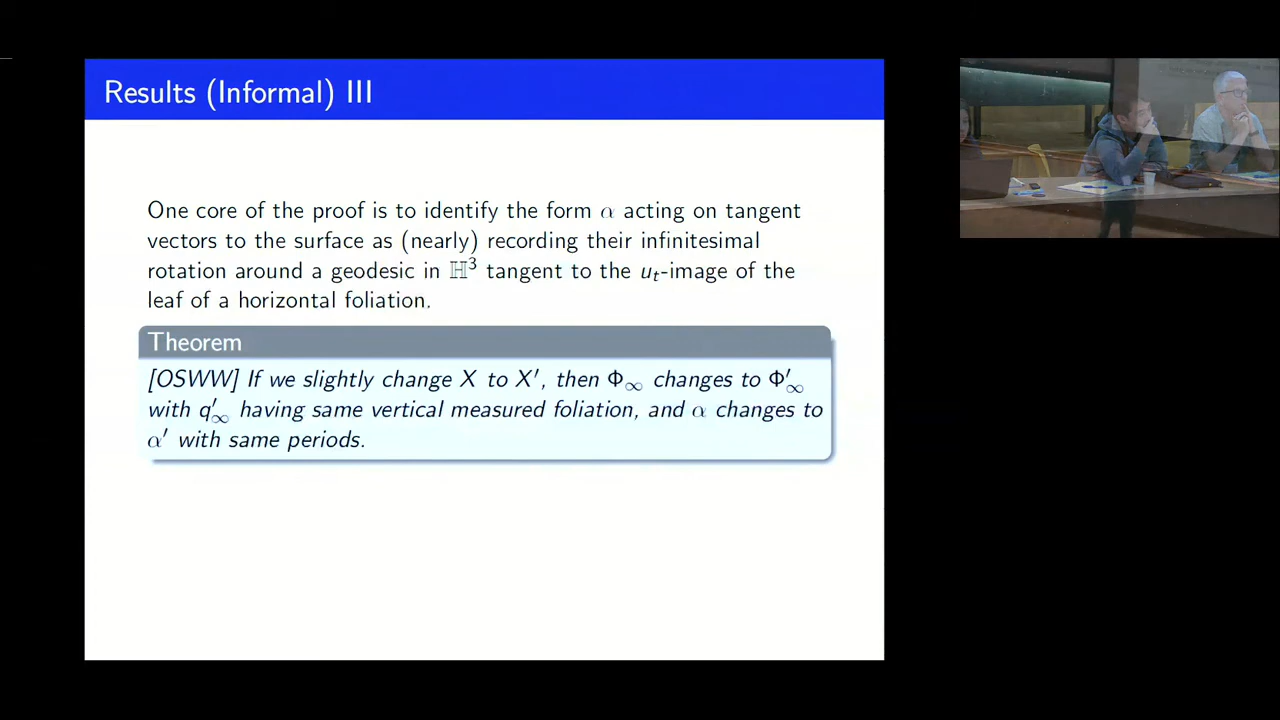 Results (Informal) III
One core of the proof is to identify the form α acting on tangent
vectors to the surface as (nearly) recording their infinitesimal
rotation around a geodesic in ℍ³ tangent to the uₜ-image of the
leaf of a horizontal foliation.
Theorem
[OSWW] If we slightly change X to X′, then Φ∞ changes to Φ′∞
with q′∞ having same vertical measured foliation, and α changes to
α′ with same periods.